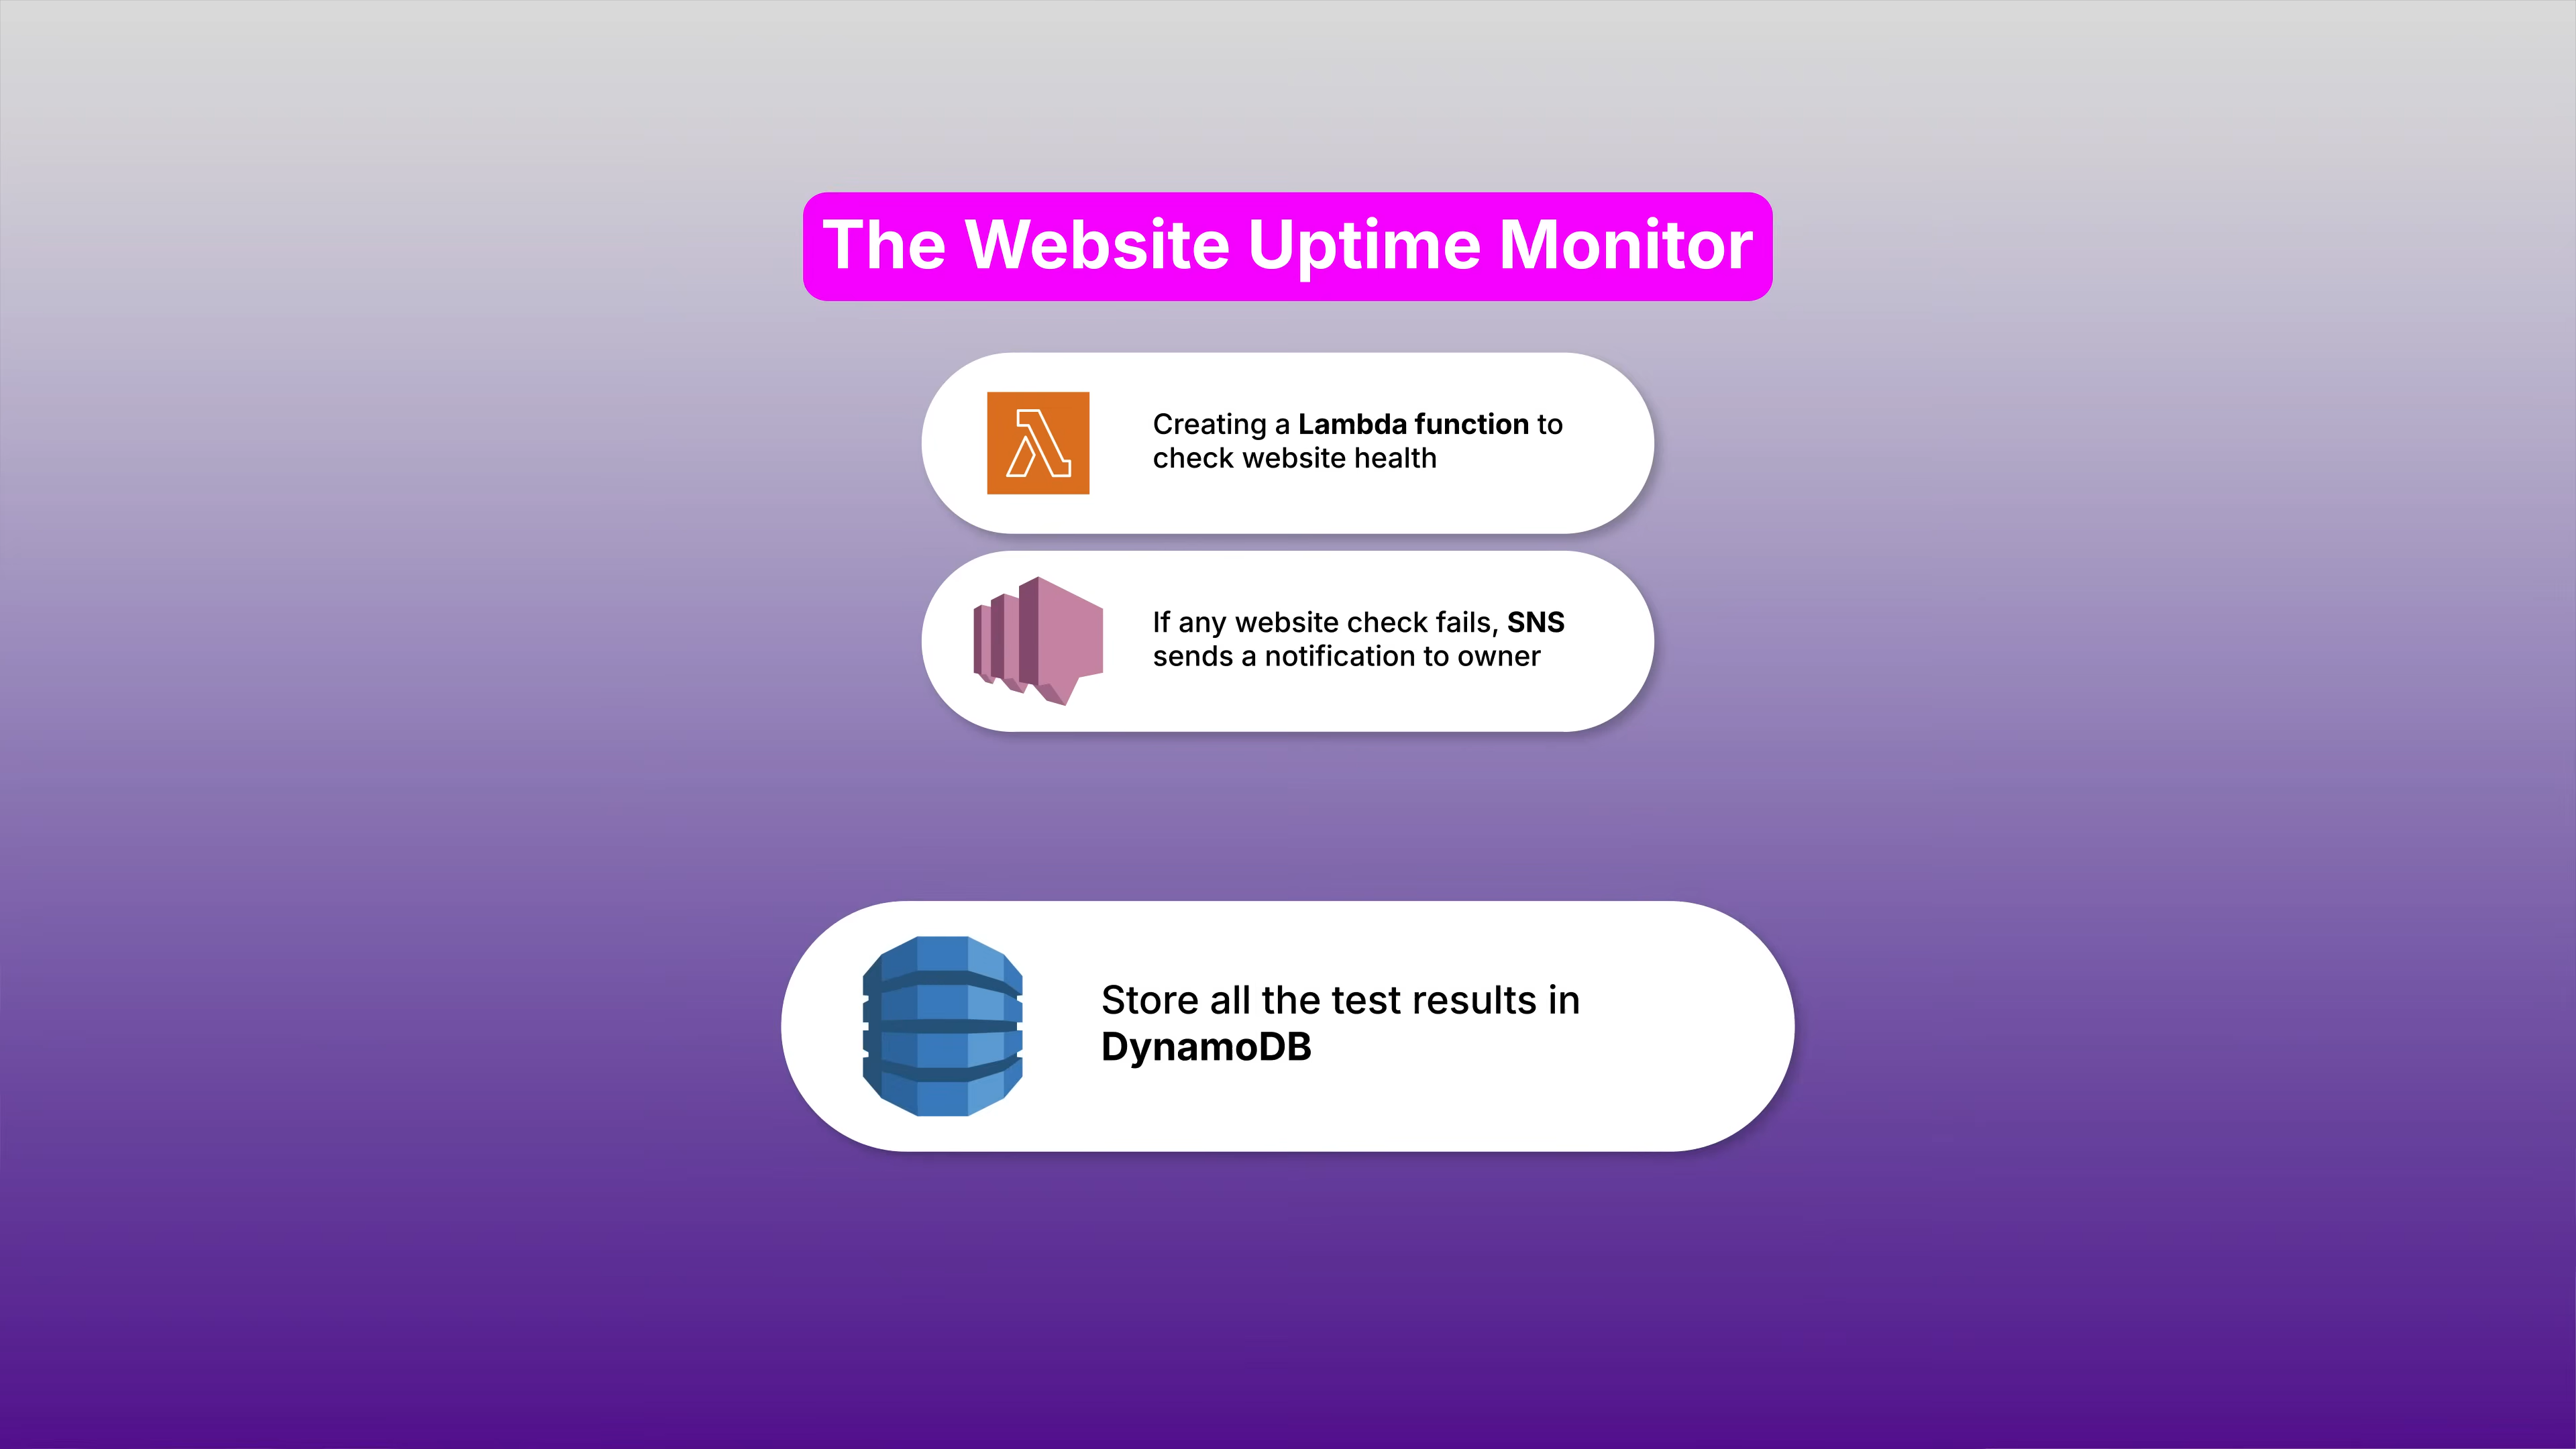 The Website Uptime Monitor
Creating a Lambda function to
check website health
If any website check fails, SNS
sends a notification to owner
Store all the test results in
DynamoDB